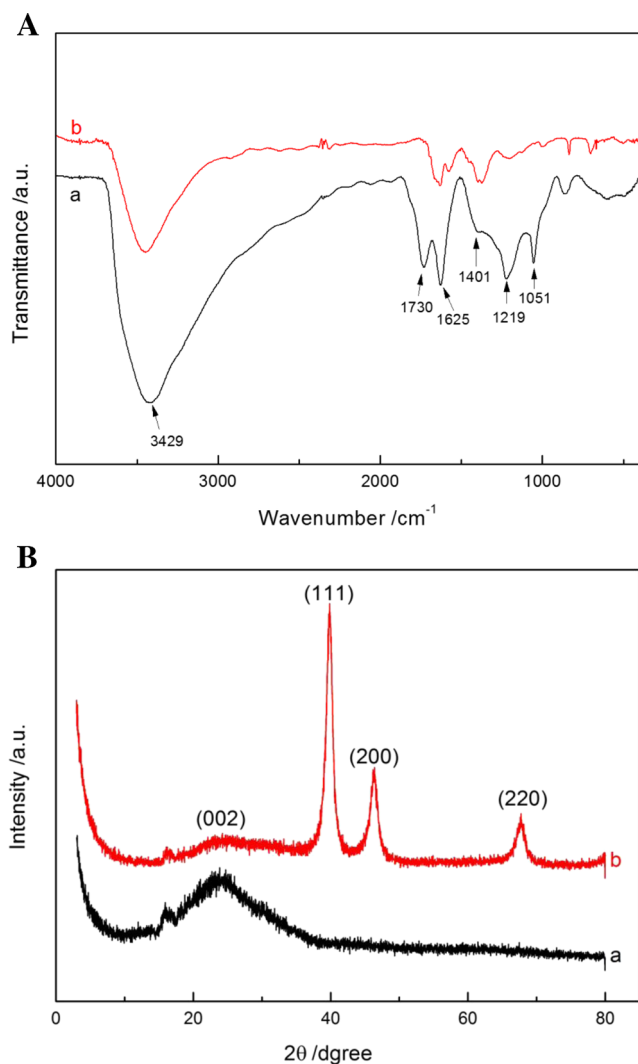 A
b
a
Transmittance /a.u.
1730
1625
1401
1219
1051
3429
4000 3000 2000 1000
Wavenumber /cm⁻¹
B
(111)
(200)
(220)
(002)
Intensity /a.u.
b
a
0 20 40 60 80
2θ /dgree